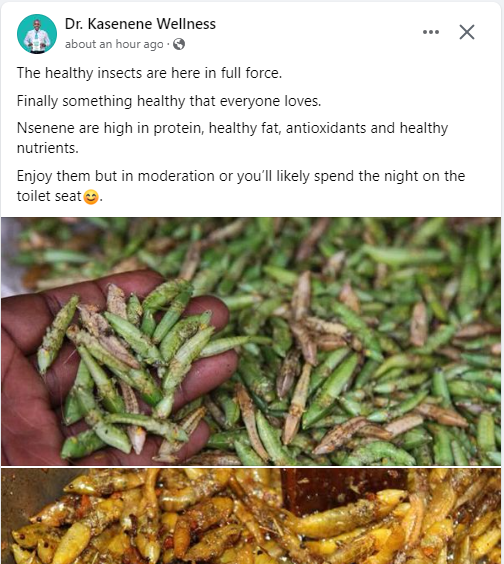 Dr. Kasenene Wellness
about an hour ago ·
The healthy insects are here in full force.
Finally something healthy that everyone loves.
Nsenene are high in protein, healthy fat, antioxidants and healthy
nutrients.
Enjoy them but in moderation or you'll likely spend the night on the
toilet seat😊.